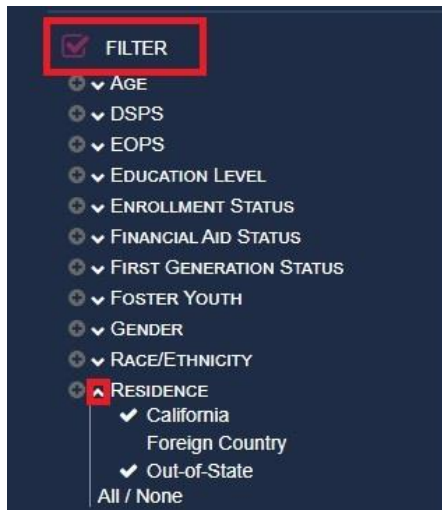 FILTER
AGE
DSPS
EOPS
EDUCATION LEVEL
ENROLLMENT STATUS
FINANCIAL AID STATUS
FIRST GENERATION STATUS
FOSTER YOUTH
GENDER
RACE/ETHNICITY
RESIDENCE
California
Foreign Country
Out-of-State
All / None